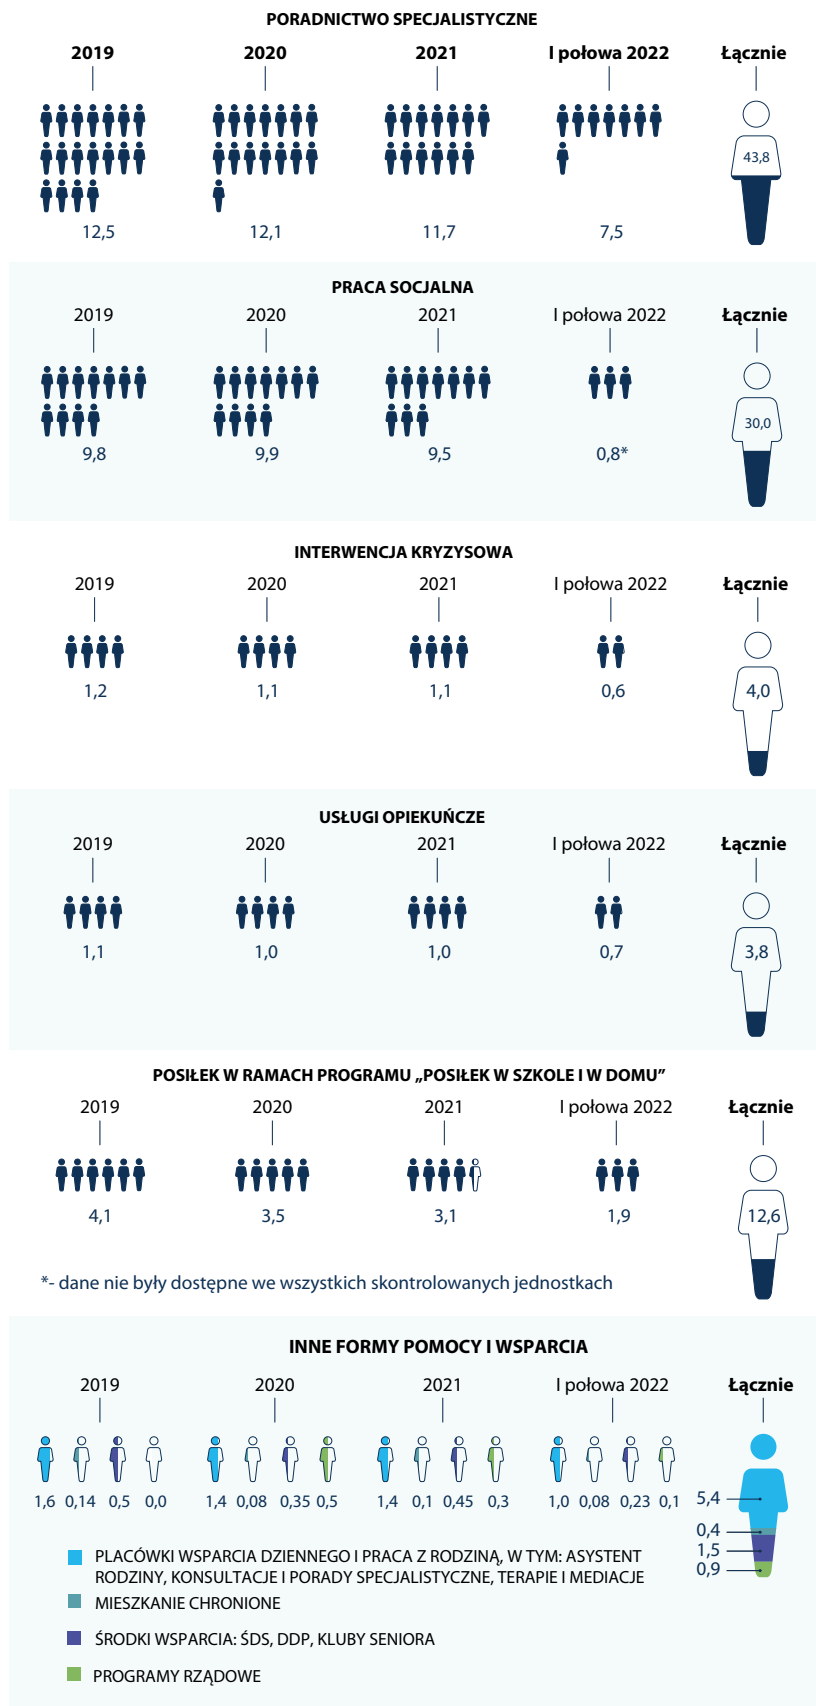 PORADNICTWO SPECJALISTYCZNE
2019 2020 2021 I połowa 2022 Łącznie
43,8
12,5 12,1 11,7 7,5
PRACA SOCJALNA
2019 2020 2021 I połowa 2022 Łącznie
30,0
9,8 9,9 9,5 0,8*
INTERWENCJA KRYZYSOWA
2019 2020 2021 I połowa 2022 Łącznie
1,2 1,1 1,1 0,6 4,0
USŁUGI OPIEKUŃCZE
2019 2020 2021 I połowa 2022 Łącznie
1,1 1,0 1,0 0,7 3,8
POSIŁEK W RAMACH PROGRAMU „POSIŁEK W SZKOLE I W DOMU”
2019 2020 2021 I połowa 2022 Łącznie
4,1 3,5 3,1 1,9 12,6
*- dane nie były dostępne we wszystkich skontrolowanych jednostkach
INNE FORMY POMOCY I WSPARCIA
2019 2020 2021 I połowa 2022 Łącznie
1,6 0,14 0,5 0,0 1,4 0,08 0,35 0,5 1,4 0,1 0,45 0,3 1,0 0,08 0,23 0,1
5,4
0,4
1,5
0,9
PLACÓWKI WSPARCIA DZIENNEGO I PRACA Z RODZINĄ, W TYM: ASYSTENT
RODZINY, KONSULTACJE I PORADY SPECJALISTYCZNE, TERAPIE I MEDIACJE
MIESZKANIE CHRONIONE
ŚRODKI WSPARCIA: ŚDS, DDP, KLUBY SENIORA
PROGRAMY RZĄDOWE